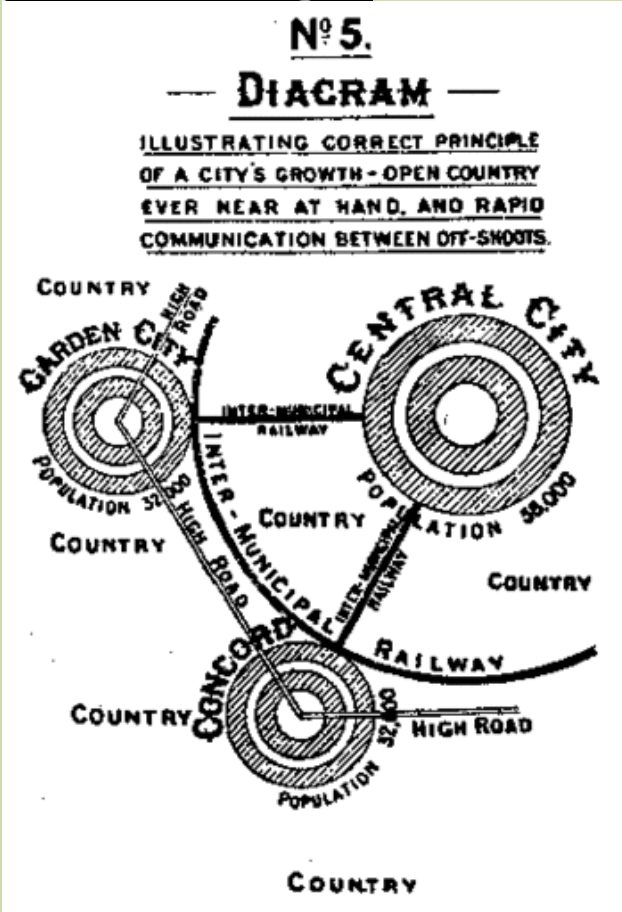 Nº 5.
— DIAGRAM —
ILLUSTRATING CORRECT PRINCIPLE
OF A CITY'S GROWTH - OPEN COUNTRY
EVER NEAR AT HAND, AND RAPID
COMMUNICATION BETWEEN OFF-SHOOTS.
COUNTRY
HIGH
ROAD
GARDEN CITY
POPULATION 32,000
CENTRAL CITY
POPULATION 58,000
INTER-MUNICIPAL
RAILWAY
INTER-MUNICIPAL RAILWAY
HIGH ROAD
COUNTRY
COUNTRY
INTER-MUNICIPAL
RAILWAY
COUNTRY
CONCORD
POPULATION 32,000
COUNTRY
HIGH ROAD
COUNTRY